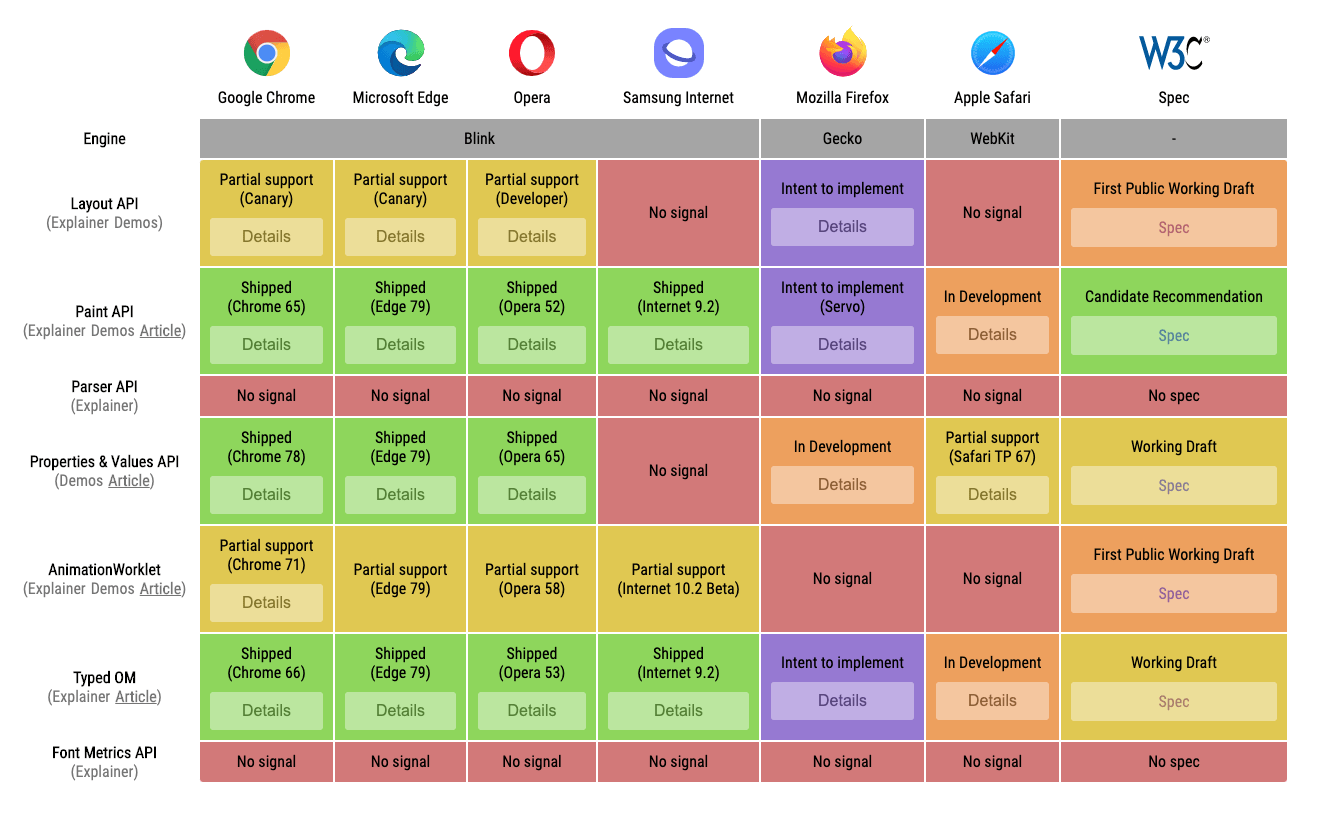 W3C®
Google Chrome Microsoft Edge Opera Samsung Internet Mozilla Firefox Apple Safari Spec
Engine Blink Gecko WebKit -
Layout API
(Explainer Demos)
Partial support
(Canary)
Details
Partial support
(Canary)
Details
Partial support
(Developer)
Details
No signal
Intent to implement
Details
No signal
First Public Working Draft
Spec
Paint API
(Explainer Demos Article)
Shipped
(Chrome 65)
Details
Shipped
(Edge 79)
Details
Shipped
(Opera 52)
Details
Shipped
(Internet 9.2)
Details
Intent to implement
(Servo)
Details
In Development
Details
Candidate Recommendation
Spec
Parser API
(Explainer)
No signal
No signal
No signal
No signal
No signal
No signal
No spec
Properties & Values API
(Demos Article)
Shipped
(Chrome 78)
Details
Shipped
(Edge 79)
Details
Shipped
(Opera 65)
Details
No signal
In Development
Details
Partial support
(Safari TP 67)
Details
Working Draft
Spec
AnimationWorklet
(Explainer Demos Article)
Partial support
(Chrome 71)
Details
Partial support
(Edge 79)
Partial support
(Opera 58)
Partial support
(Internet 10.2 Beta)
No signal
No signal
First Public Working Draft
Spec
Typed OM
(Explainer Article)
Shipped
(Chrome 66)
Details
Shipped
(Edge 79)
Details
Shipped
(Opera 53)
Details
Shipped
(Internet 9.2)
Details
Intent to implement
Details
In Development
Details
Working Draft
Spec
Font Metrics API
(Explainer)
No signal
No signal
No signal
No signal
No signal
No signal
No spec